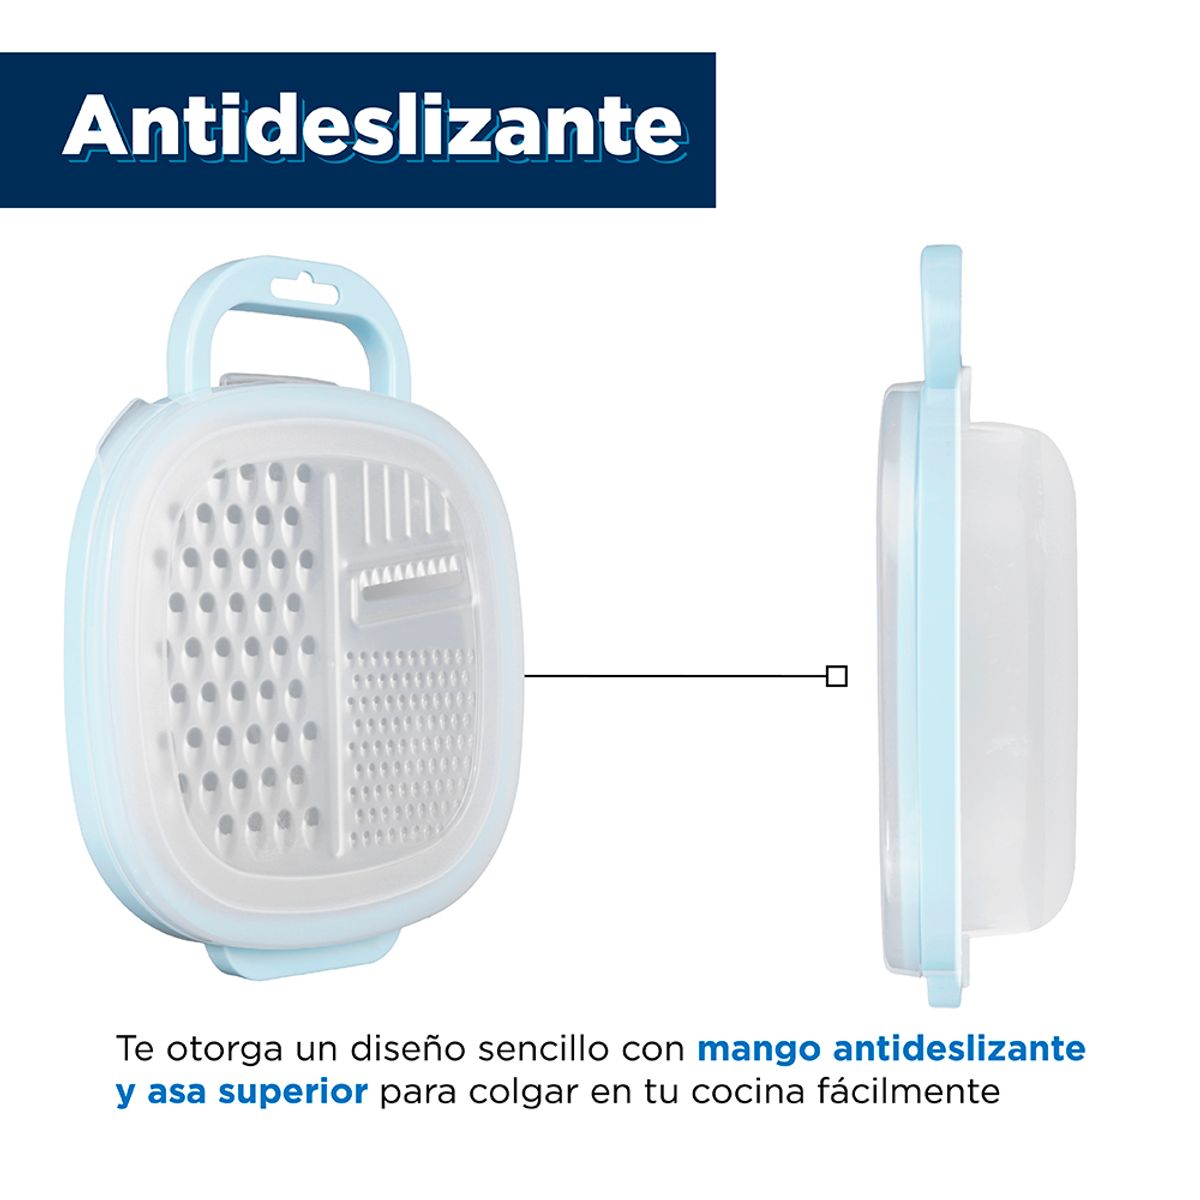 Antideslizante
Te otorga un diseño sencillo con mango antideslizante
y asa superior para colgar en tu cocina fácilmente